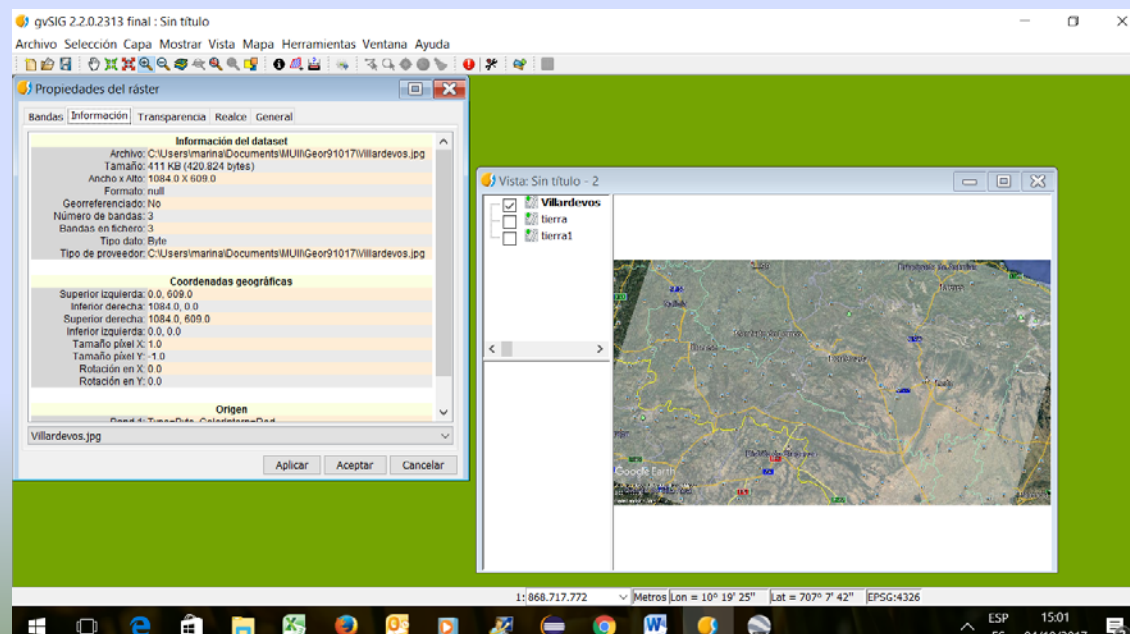 gvSIG 2.2.0.2313 final : Sin título
Archivo Selección Capa Mostrar Vista Mapa Herramientas Ventana Ayuda
Propiedades del ráster
Bandas Información Transparencia Realce General
Información del dataset
Archivo: C:\Users\marina\Documents\MUII\Geor91017\Villardevos.jpg
Tamaño: 411 KB (420.824 bytes)
Ancho x Alto: 1084.0 X 609.0
Formato: null
Georreferenciado: No
Número de bandas: 3
Bandas en fichero: 3
Tipo dato: Byte
Tipo de proveedor: C:\Users\marina\Documents\MUII\Geor91017\Villardevos.jpg
Coordenadas geográficas
Superior izquierda: 0.0, 609.0
Inferior derecha: 1084.0, 0.0
Superior derecha: 1084.0, 609.0
Inferior izquierda: 0.0, 0.0
Tamaño píxel X: 1.0
Tamaño píxel Y: -1.0
Rotación en X: 0.0
Rotación en Y: 0.0
Origen
Villardevos.jpg
Aplicar Aceptar Cancelar
Vista: Sin título - 2
Villardevos
tierra
tierra1
Google Earth
1: 868.717.772 Metros Lon = 10º 19' 25" Lat = 707º 7' 42" EPSG:4326
ESP 15:01